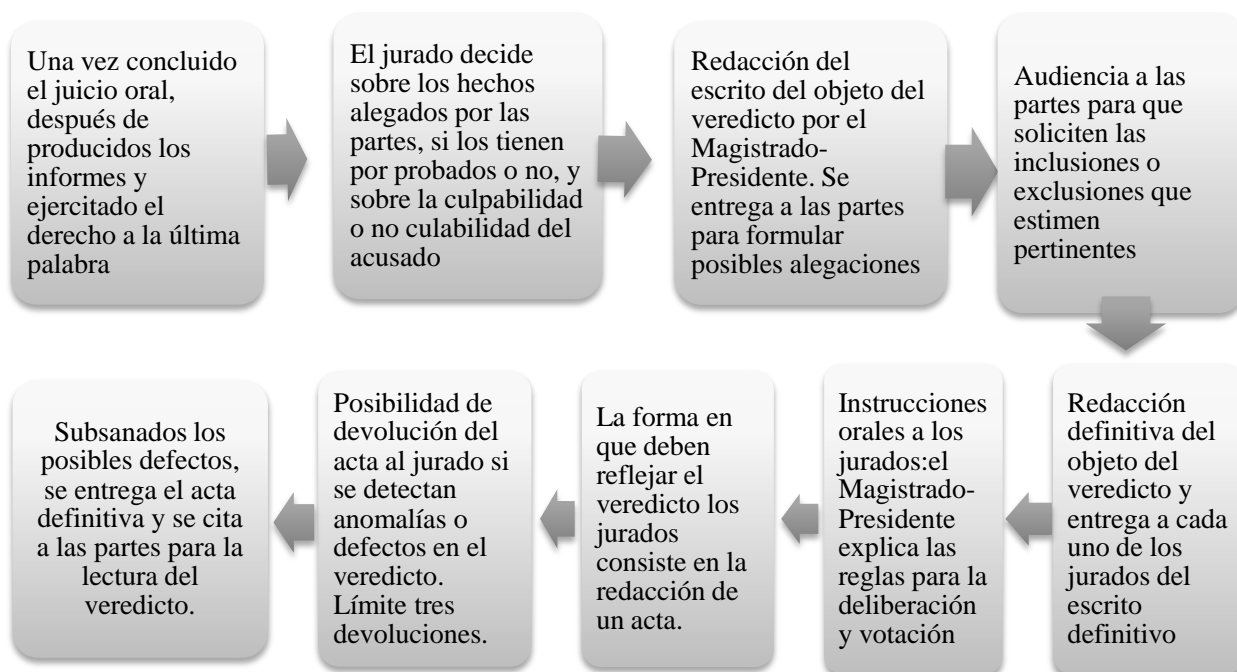 Una vez concluido
el juicio oral,
después de
producidos los
informes y
ejercitado el
derecho a la última
palabra
El jurado decide
sobre los hechos
alegados por las
partes, si los tienen
por probados o no, y
sobre la culpabilidad
o no culabilidad del
acusado
Redacción del
escrito del objeto del
veredicto por el
Magistrado-
Presidente. Se
entrega a las partes
para formular
posibles alegaciones
Audiencia a las
partes para que
soliciten las
inclusiones o
exclusiones que
estimen
pertinentes
Redacción
definitiva del
objeto del
veredicto y
entrega a cada
uno de los
jurados del
escrito
definitivo
Instrucciones
orales a los
jurados:el
Magistrado-
Presidente
explica las
reglas para la
deliberación
y votación
La forma en
que deben
reflejar el
veredicto los
jurados
consiste en la
redacción de
un acta.
Posibilidad de
devolución del
acta al jurado si
se detectan
anomalías o
defectos en el
veredicto.
Límite tres
devoluciones.
Subsanados los
posibles defectos,
se entrega el acta
definitiva y se cita
a las partes para la
lectura del
veredicto.